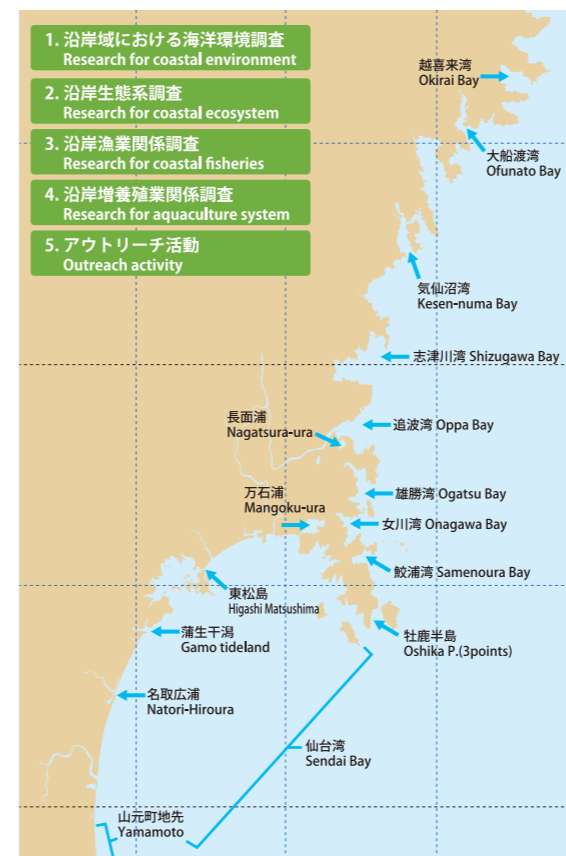 1. 沿岸域における海洋環境調査
Research for coastal environment
2. 沿岸生態系調査
Research for coastal ecosystem
3. 沿岸漁業関係調査
Research for coastal fisheries
4. 沿岸増養殖業関係調査
Research for aquaculture system
5. アウトリーチ活動
Outreach activity
越喜来湾
Okirai Bay
大船渡湾
Ofunato Bay
気仙沼湾
Kesen-numa Bay
志津川湾 Shizugawa Bay
長面浦
Nagatsura-ura
追波湾 Oppa Bay
万石浦
Mangoku-ura
雄勝湾 Ogatsu Bay
女川湾 Onagawa Bay
鮫浦湾 Samenoura Bay
東松島
Higashi Matsushima
蒲生干潟
Gamo tideland
牡鹿半島
Oshika P.(3points)
名取広浦
Natori-Hiroura
仙台湾
Sendai Bay
山元町地先
Yamamoto